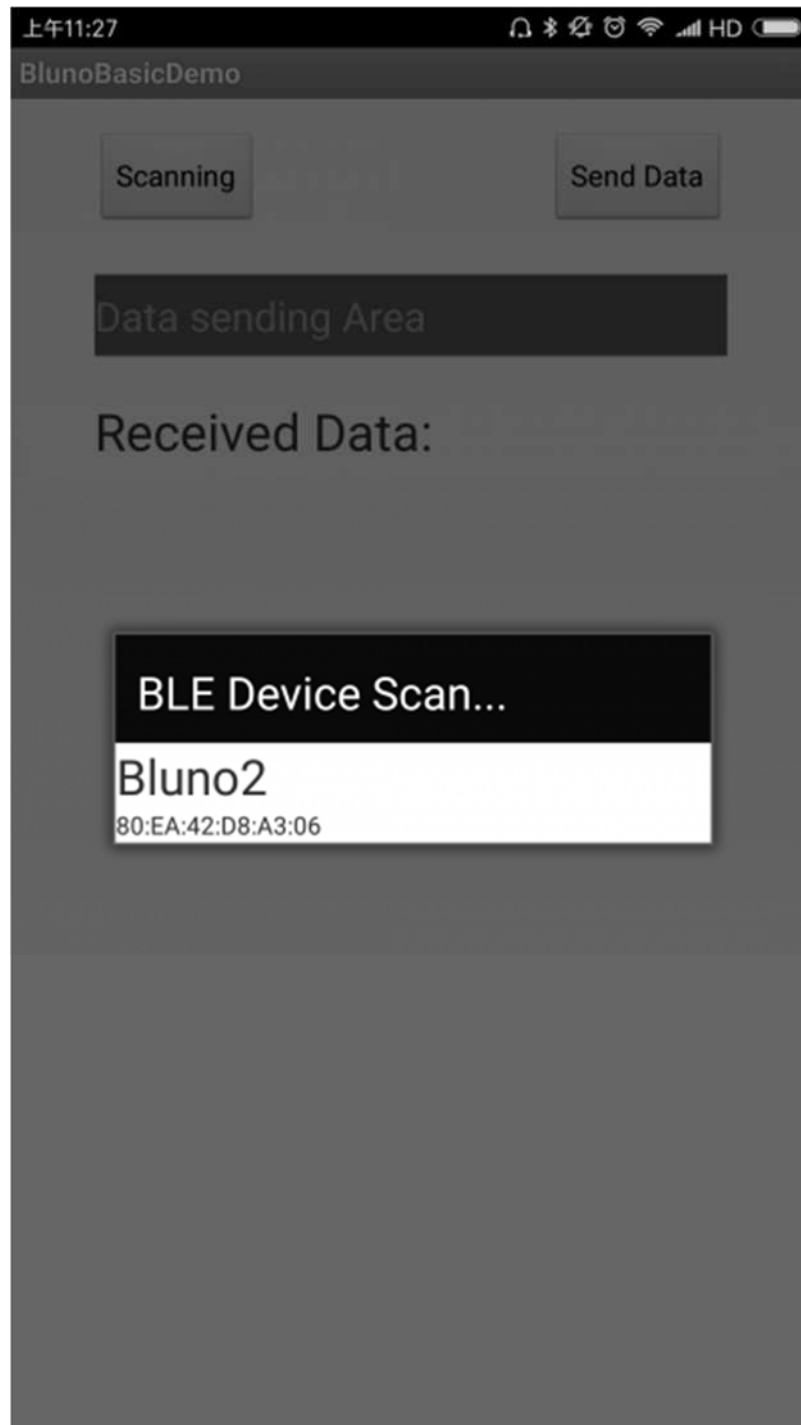 上午11:27 HD
BlunoBasicDemo
Scanning Send Data
Data sending Area
Received Data:
BLE Device Scan...
Bluno2
80:EA:42:D8:A3:06